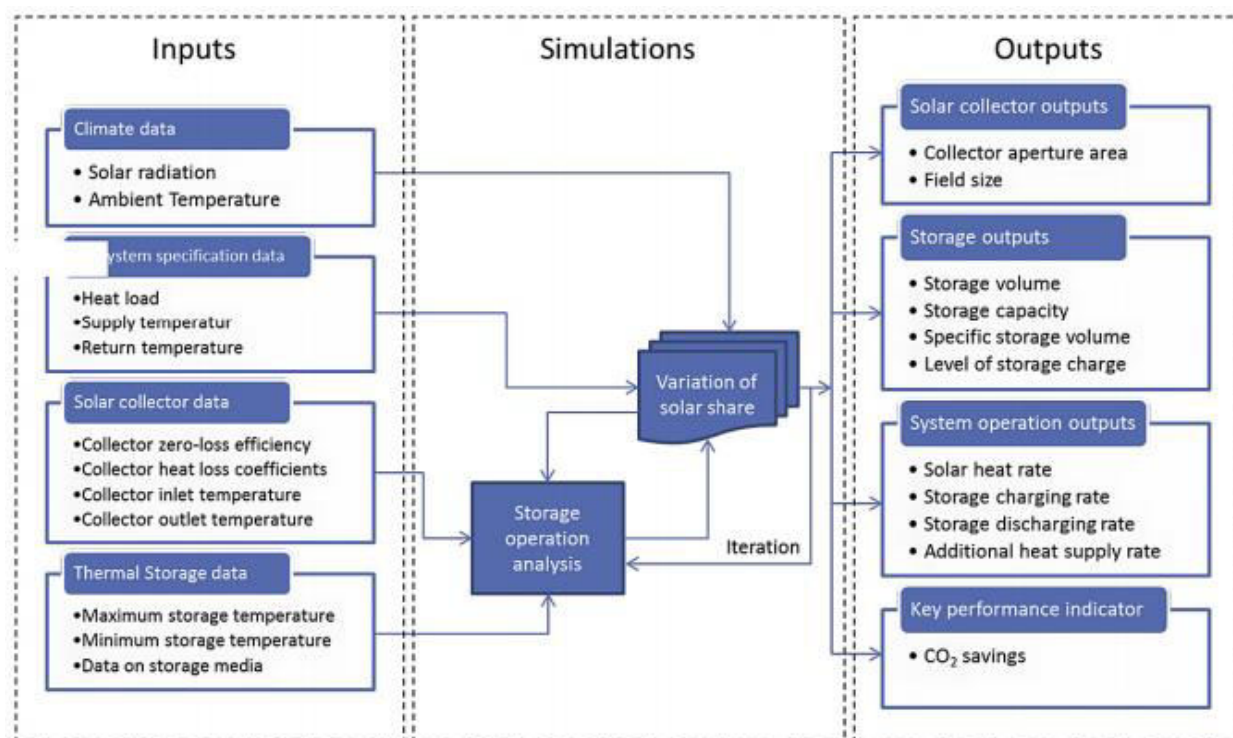 Inputs
Climate data
• Solar radiation
• Ambient Temperature
ystem specification data
•Heat load
•Supply temperatur
•Return temperature
Solar collector data
•Collector zero-loss efficiency
•Collector heat loss coefficients
•Collector inlet temperature
•Collector outlet temperature
Thermal Storage data
•Maximum storage temperature
•Minimum storage temperature
•Data on storage media
Simulations
Variation of
solar share
Storage
operation
analysis
Iteration
Outputs
Solar collector outputs
• Collector aperture area
• Field size
Storage outputs
• Storage volume
• Storage capacity
• Specific storage volume
• Level of storage charge
System operation outputs
• Solar heat rate
• Storage charging rate
• Storage discharging rate
• Additional heat supply rate
Key performance indicator
• CO₂ savings